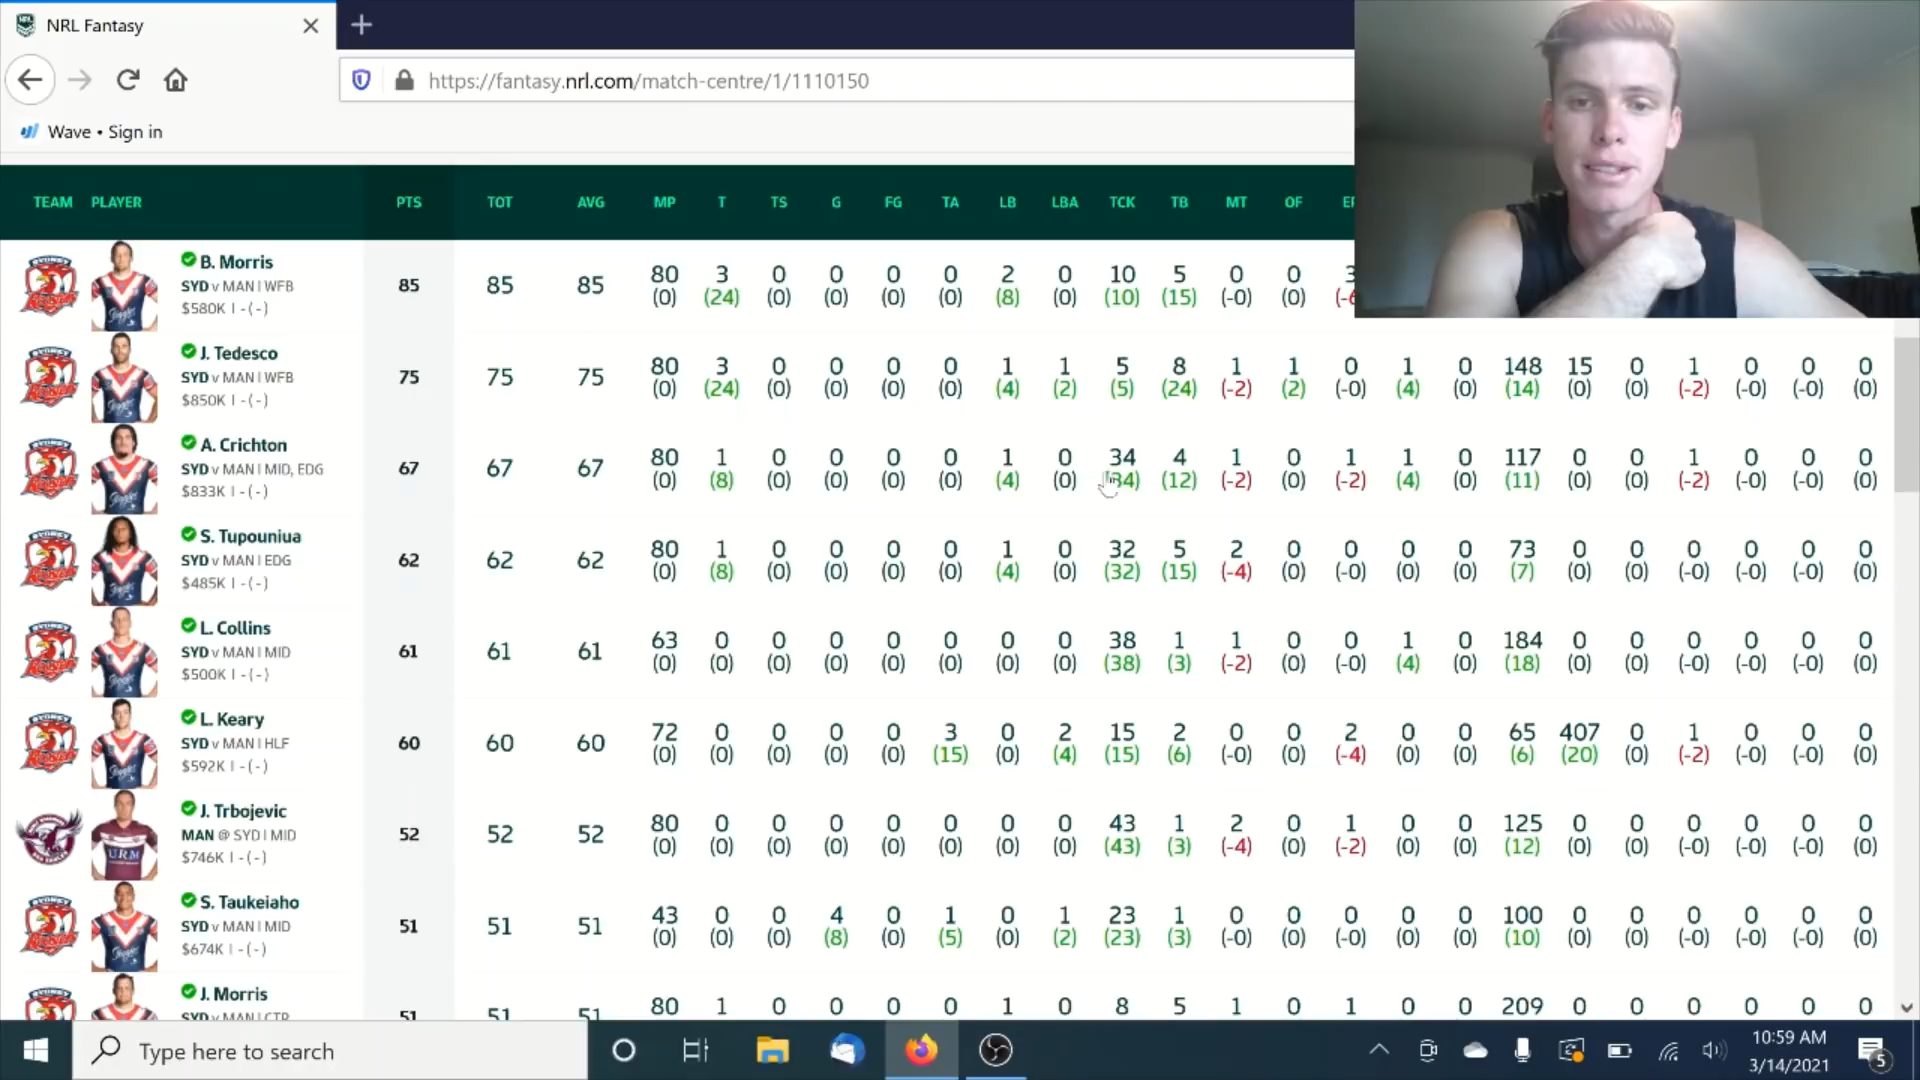 NRL Fantasy
https://fantasy.nrl.com/match-centre/1/1110150
Wave • Sign in
TEAM PLAYER PTS TOT AVG MP T TS G FG TA LB LBA TCK TB MT OF
B. Morris
SYD v MAN | WFB
$580K | - ( - )
85 85 85 80 3 0 0 0 0 2 0 10 5 0 0 3
(0) (24) (0) (0) (0) (0) (8) (0) (10) (15) (-0) (0)
J. Tedesco
SYD v MAN | WFB
$850K | - ( - )
75 75 75 80 3 0 0 0 0 1 1 5 8 1 1 0 1 0 148 15 0 1 0 0 0
(0) (24) (0) (0) (0) (0) (4) (2) (5) (24) (-2) (2) (-0) (4) (0) (14) (0) (0) (-2) (-0) (-0) (0)
A. Crichton
SYD v MAN | MID, EDG
$833K | - ( - )
67 67 67 80 1 0 0 0 0 1 0 34 4 1 0 1 1 0 117 0 0 1 0 0 0
(0) (8) (0) (0) (0) (0) (4) (0) (34) (12) (-2) (0) (-2) (4) (0) (11) (0) (0) (-2) (-0) (-0) (0)
S. Tupouniua
SYD v MAN | EDG
$485K | - ( - )
62 62 62 80 1 0 0 0 0 1 0 32 5 2 0 0 0 0 73 0 0 0 0 0 0
(0) (8) (0) (0) (0) (0) (4) (0) (32) (15) (-4) (0) (-0) (0) (0) (7) (0) (0) (-0) (-0) (-0) (0)
L. Collins
SYD v MAN | MID
$500K | - ( - )
61 61 61 63 0 0 0 0 0 0 0 38 1 1 0 0 1 0 184 0 0 0 0 0 0
(0) (0) (0) (0) (0) (0) (0) (0) (38) (3) (-2) (0) (-0) (4) (0) (18) (0) (0) (-0) (-0) (-0) (0)
L. Keary
SYD v MAN | HLF
$592K | - ( - )
60 60 60 72 0 0 0 0 3 0 2 15 2 0 0 2 0 0 65 407 0 1 0 0 0
(0) (0) (0) (0) (0) (15) (0) (4) (15) (6) (-0) (0) (-4) (0) (0) (6) (20) (0) (-2) (-0) (-0) (0)
J. Trbojevic
MAN @ SYD | MID
$746K | - ( - )
URM
52 52 52 80 0 0 0 0 0 0 0 43 1 2 0 1 0 0 125 0 0 0 0 0 0
(0) (0) (0) (0) (0) (0) (0) (0) (43) (3) (-4) (0) (-2) (0) (0) (12) (0) (0) (-0) (-0) (-0) (0)
S. Taukeiaho
SYD v MAN | MID
$674K | - ( - )
51 51 51 43 0 0 4 0 1 0 1 23 1 0 0 0 0 0 100 0 0 0 0 0 0
(0) (0) (0) (8) (0) (5) (0) (2) (23) (3) (-0) (0) (-0) (0) (0) (10) (0) (0) (-0) (-0) (-0) (0)
J. Morris
SYD v MAN | CTR
51 51 51 80 1 0 0 0 0 1 0 8 5 1 0 1 0 0 209 0 0 0 0 0 0
Type here to search
10:59 AM
3/14/2021
5